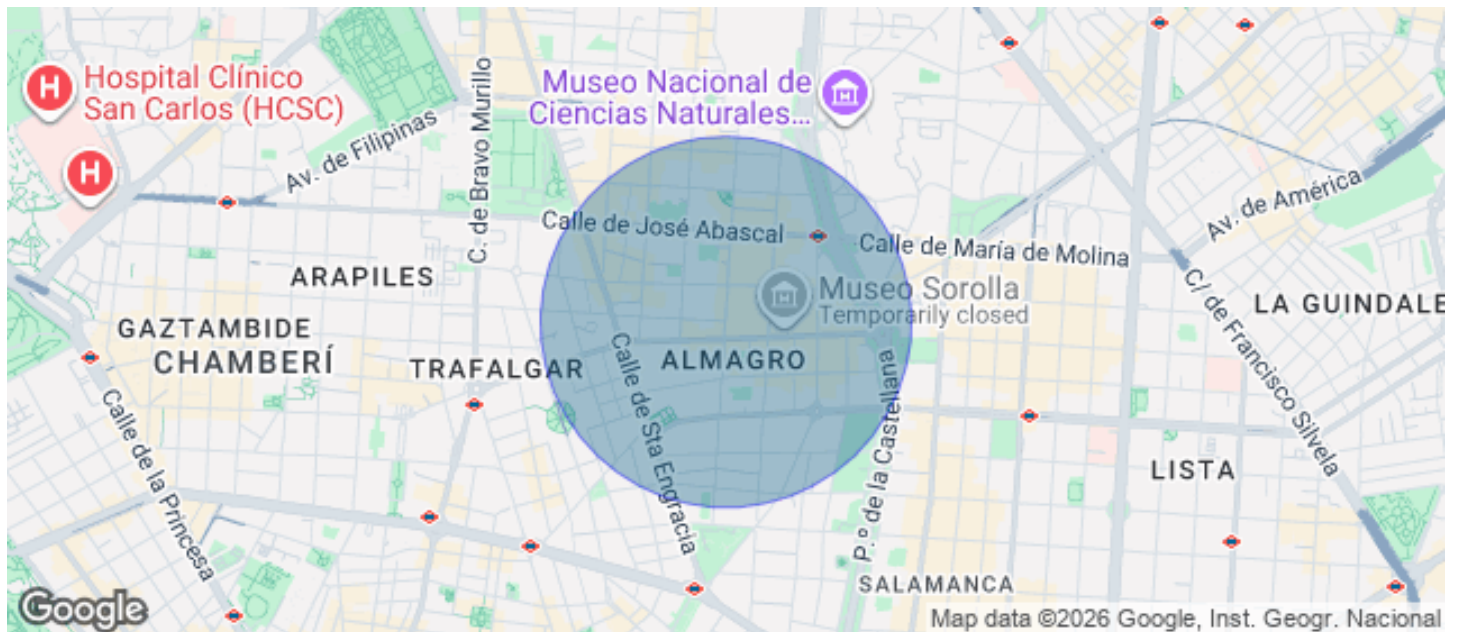 Hospital Clínico
San Carlos (HCSC)
Museo Nacional de
Ciencias Naturales...
Av. de Filipinas
C. de Bravo Murillo
Calle de José Abascal
Calle de María de Molina
Av. de América
ARAPILES
Museo Sorolla
Temporarily closed
C/ de Francisco Silvela
LA GUINDALE
GAZTAMBIDE
CHAMBERÍ
TRAFALGAR
ALMAGRO
Calle de Sta Engracia
P.º de la Castellana
Calle de la Princesa
LISTA
SALAMANCA
Google
Map data ©2026 Google, Inst. Geogr. Nacional